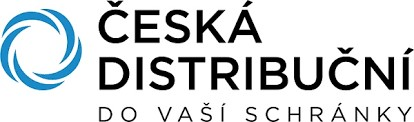 ČESKÁ
DISTRIBUČNÍ
DO VAŠÍ SCHRÁNKY